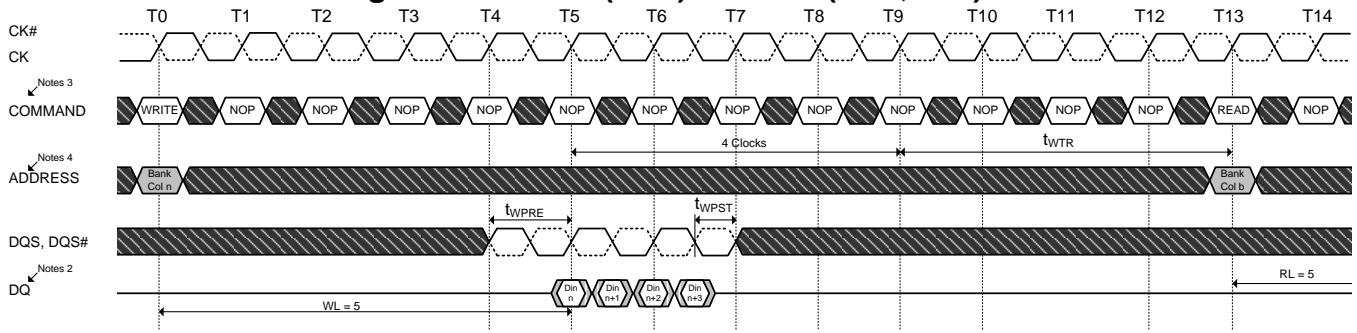 T0 T1 T2 T3 T4 T5 T6 T7 T8 T9 T10 T11 T12 T13 T14
CK#
CK
Notes 3
COMMAND WRITE NOP NOP NOP NOP NOP NOP NOP NOP NOP NOP NOP NOP READ NOP
4 Clocks tWTR
Notes 4
ADDRESS
Bank Bank
Col n Col b
tWPRE tWPST
DQS, DQS#
Notes 2
RL = 5
DQ
Din Din Din Din
n n+1 n+2 n+3
WL = 5